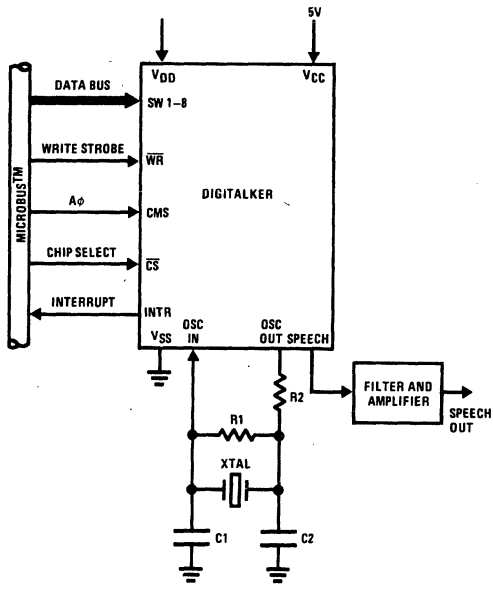 5V
VDD
VCC
DATA BUS
SW 1–8
WRITE STROBE
WR
MICROBUS™
DIGITALKER
Aϕ
CMS
CHIP SELECT
CS
INTERRUPT
INTR
VSS
OSC IN
OSC OUT
SPEECH
R2
FILTER AND
AMPLIFIER
SPEECH
OUT
R1
XTAL
C1
C2